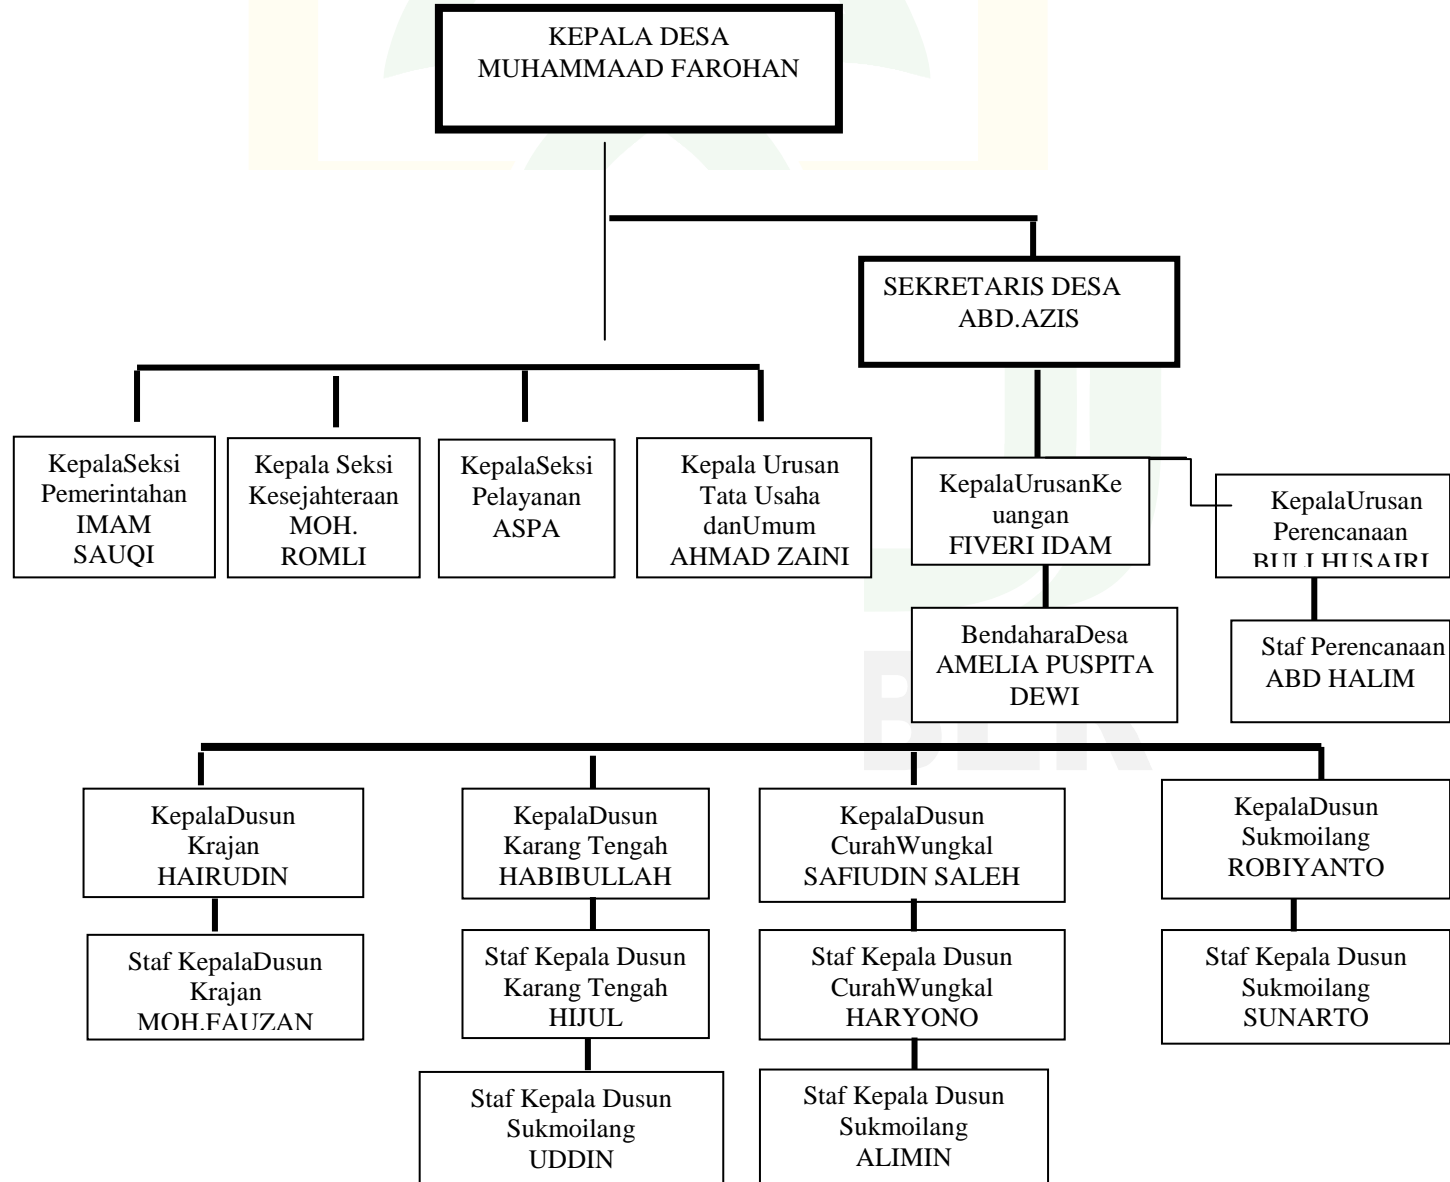 KEPALA DESA
MUHAMMAAD FAROHAN
SEKRETARIS DESA
ABD.AZIS
KepalaSeksi
Pemerintahan
IMAM
SAUQI
Kepala Seksi
Kesejahteraan
MOH.
ROMLI
KepalaSeksi
Pelayanan
ASPA
Kepala Urusan
Tata Usaha
danUmum
AHMAD ZAINI
KepalaUrusanKe
uangan
FIVERI IDAM
KepalaUrusan
Perencanaan
BULI HUSAIRI
BendaharaDesa
AMELIA PUSPITA
DEWI
Staf Perencanaan
ABD HALIM
BER
KepalaDusun
Krajan
HAIRUDIN
KepalaDusun
Karang Tengah
HABIBULLAH
KepalaDusun
CurahWungkal
SAFIUDIN SALEH
KepalaDusun
Sukmoilang
ROBIYANTO
Staf KepalaDusun
Krajan
MOH.FAUZAN
Staf Kepala Dusun
Karang Tengah
HIJUL
Staf Kepala Dusun
CurahWungkal
HARYONO
Staf Kepala Dusun
Sukmoilang
SUNARTO
Staf Kepala Dusun
Sukmoilang
UDDIN
Staf Kepala Dusun
Sukmoilang
ALIMIN